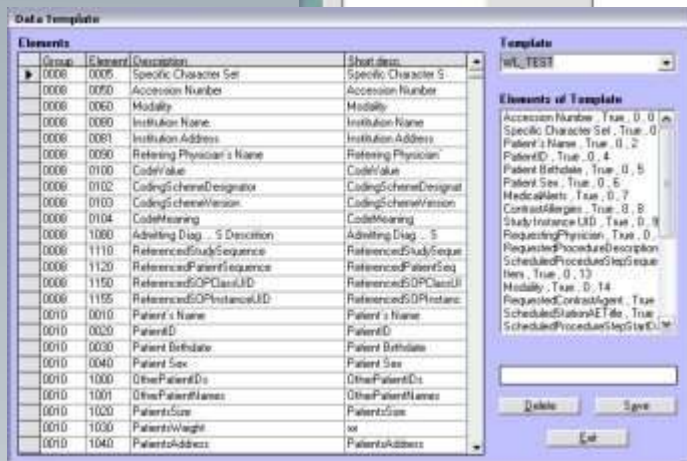 Data Template
Elements
Group Element Description Short desc.
0008 0005 Specific Character Set Specific Character S
0008 0050 Accession Number Accession Number
0008 0060 Modality Modality
0008 0080 Institution Name Institution Name
0008 0081 Institution Address Institution Address
0008 0090 Refering Physician's Name Refering Physician'
0008 0100 CodeValue CodeValue
0008 0102 CodingSchemeDesignator CodingSchemeDesignat
0008 0103 CodingSchemeVersion CodingSchemeVersion
0008 0104 CodeMeaning CodeMeaning
0008 1080 Admitting Diag ... S Descrition Admitting Diag ... S
0008 1110 ReferencedStudySequence ReferencedStudySeque
0008 1120 ReferencedPatientSequence ReferencedPatientSeq
0008 1150 ReferencedSOPClassUID ReferencedSOPClassUI
0008 1155 ReferencedSOPInstanceUID ReferencedSOPInstanc
0010 0010 Patient's Name Patient's Name
0010 0020 PatientID PatientID
0010 0030 Patient Birthdate Patient Birthdate
0010 0040 Patient Sex Patient Sex
0010 1000 OtherPatientIDs OtherPatientIDs
0010 1001 OtherPatientNames OtherPatientNames
0010 1020 PatientsSize PatientsSize
0010 1030 PatientsWeight xx
0010 1040 PatientsAddress PatientsAddress
Template
WL_TEST
Elements of Template
Accession Number , True , 0 , 0
Specific Character Set , True , 0
Patient's Name , True , 0 , 2
PatientID , True , 0 , 4
Patient Birthdate , True , 0 , 5
Patient Sex , True , 0 , 6
MedicalAlerts , True , 0 , 7
ContrastAllergies , True , 0 , 8
Study Instance UID , True , 0 , 9
RequestingPhysician , True , 0 ,
RequestedProcedureDescription
ScheduledProcedureStepSeque
Item , True , 0 , 13
Modality , True , 0 , 14
RequestedContrastAgent , True
ScheduledStationAETitle , True
ScheduledProcedureStepStartD
Delete Save
Exit